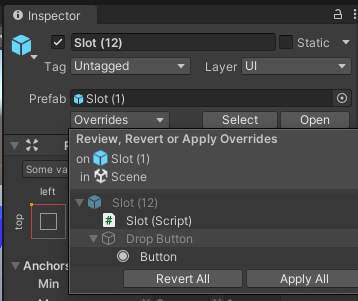 Inspector
Slot (12)
Static
Tag Untagged Layer UI
Prefab Slot (1)
Overrides Select Open
Review, Revert or Apply Overrides
on Slot (1)
in Scene
Some va
left
top
Slot (12)
# Slot (Script)
Drop Button
Button
Anchors
Min
Revert All Apply All